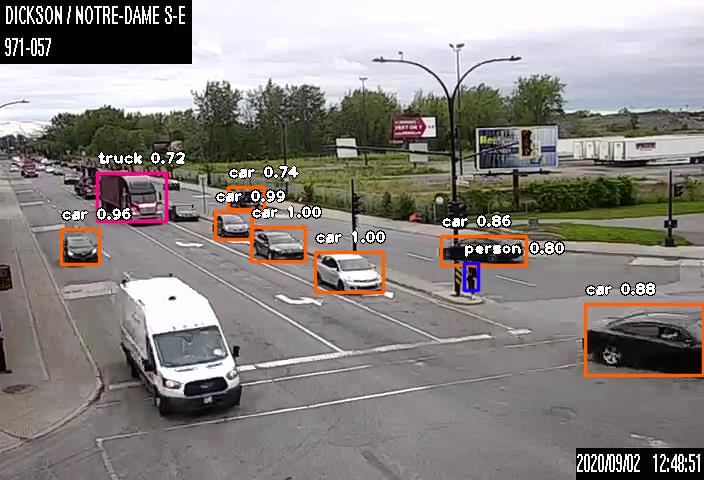 DICKSON / NOTRE-DAME S-E
971-057
truck 0.72
car 0.74
car 0.99
car 0.96
car 1.00
car 1.00
car 0.86
person 0.80
car 0.88
2020/09/02 12:48:51